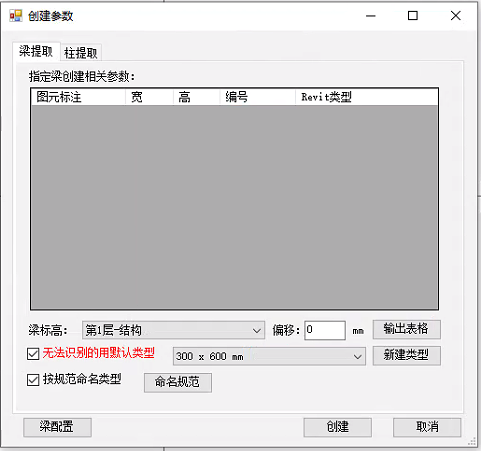 创建参数
梁提取 柱提取
指定梁创建相关参数：
图元标注 宽 高 编号 Revit类型
梁标高： 第1层-结构 偏移： 0 mm 输出表格
无法识别的用默认类型 300 x 600 mm 新建类型
按规范命名类型 命名规范
梁配置 创建 取消